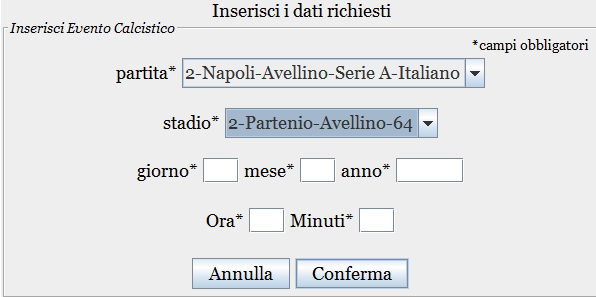 Inserisci i dati richiesti
Inserisci Evento Calcistico
*campi obbligatori
partita* 2-Napoli-Avellino-Serie A-Italiano
stadio* 2-Partenio-Avellino-64
giorno* mese* anno*
Ora* Minuti*
Annulla Conferma